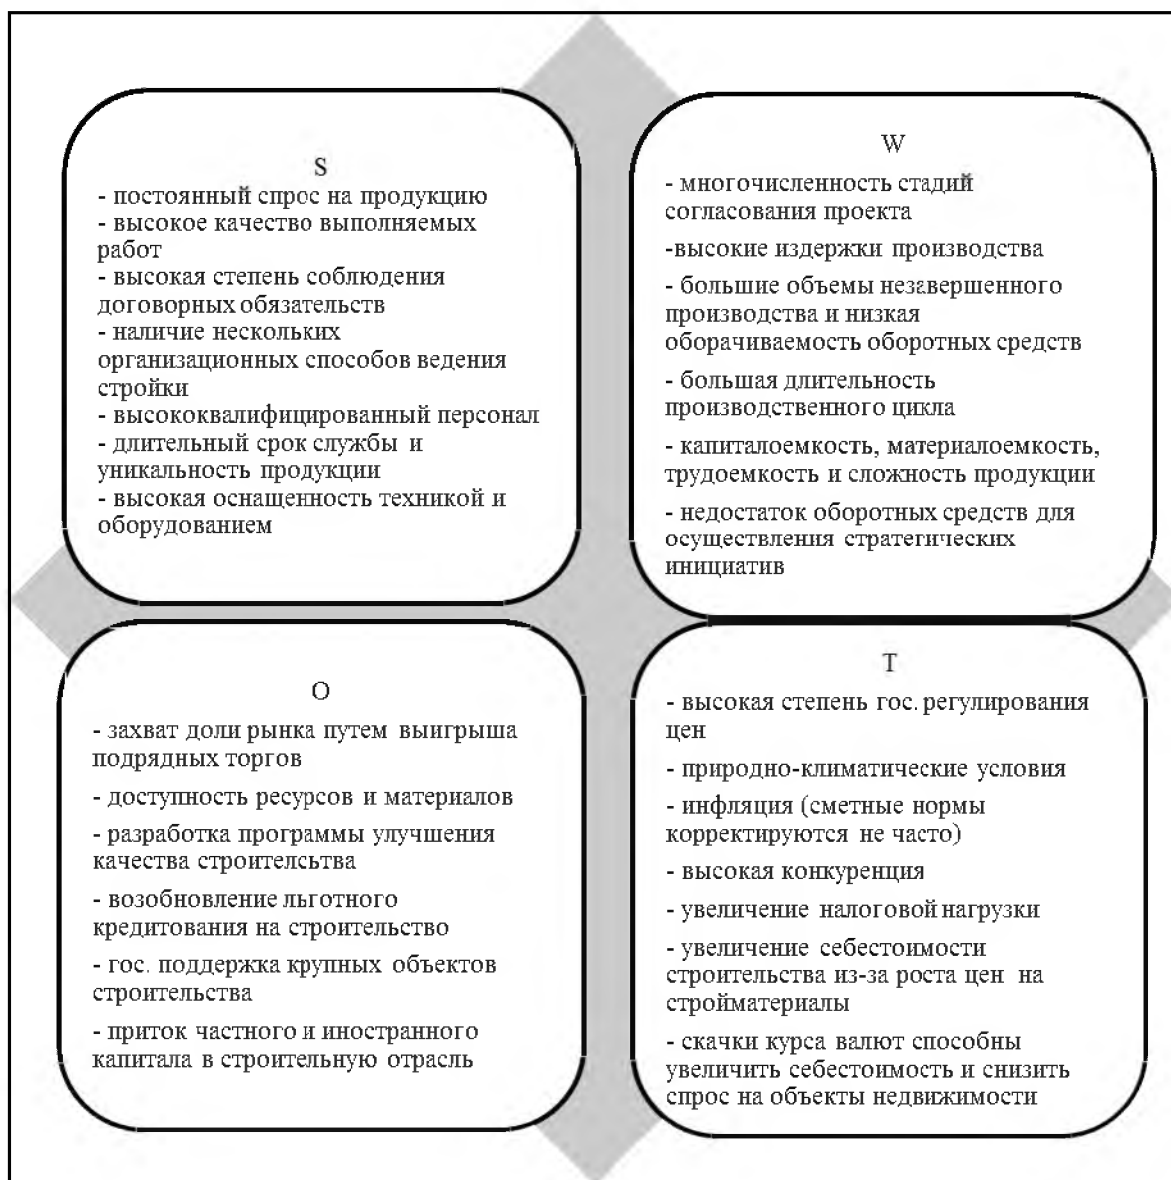 S
- постоянный спрос на продукцию
- высокое качество выполняемых
работ
- высокая степень соблюдения
договорных обязательств
- наличие нескольких
организационных способов ведения
стройки
- высококвалифицированный персонал
- длительный срок службы и
уникальность продукции
- высокая оснащенность техникой и
оборудованием
W
- многочисленность стадий
согласования проекта
-высокие издержки производства
- большие объемы незавершенного
производства и низкая
оборачиваемость оборотных средств
- большая длительность
производственного цикла
- капиталоемкость, материалоемкость,
трудоемкость и сложность продукции
- недостаток оборотных средств для
осуществления стратегических
инициатив
O
- захват доли рынка путем выигрыша
подрядных торгов
- доступность ресурсов и материалов
- разработка программы улучшения
качества строителсьтва
- возобновление льготного
кредитования на строительство
- гос. поддержка крупных объектов
строительства
- приток частного и иностранного
капитала в строительную отрасль
T
- высокая степень гос. регулирования
цен
- природно-климатические условия
- инфляция (сметные нормы
корректируются не часто)
- высокая конкуренция
- увеличение налоговой нагрузки
- увеличение себестоимости
строительства из-за роста цен на
стройматериалы
- скачки курса валют способны
увеличить себестоимость и снизить
спрос на объекты недвижимости